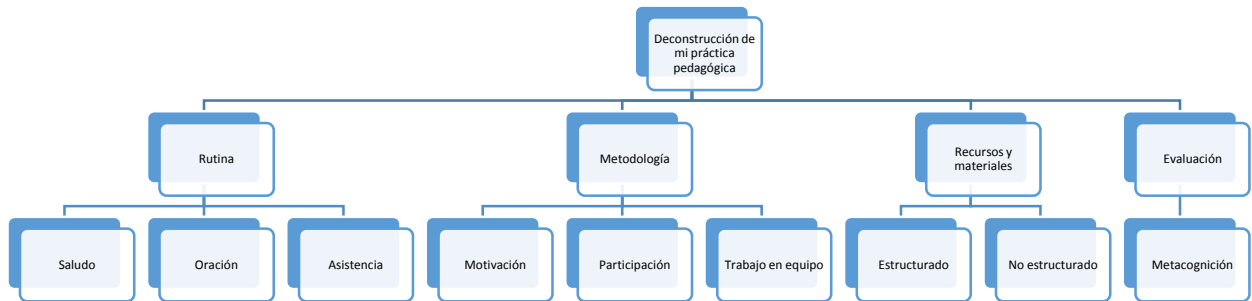 Deconstrucción de
mi práctica
pedagógica
Rutina
Metodología
Recursos y
materiales
Evaluación
Saludo
Oración
Asistencia
Motivación
Participación
Trabajo en equipo
Estructurado
No estructurado
Metacognición